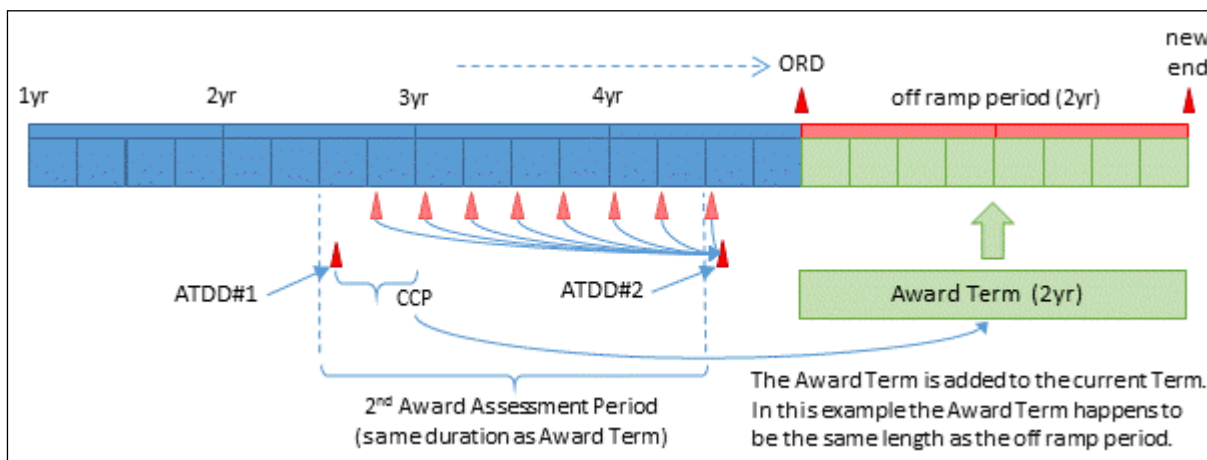 new
end
ORD
1yr 2yr 3yr 4yr off ramp period (2yr)
ATDD#1 CCP ATDD#2 Award Term (2yr)
2nd Award Assessment Period
(same duration as Award Term)
The Award Term is added to the current Term.
In this example the Award Term happens to
be the same length as the off ramp period.